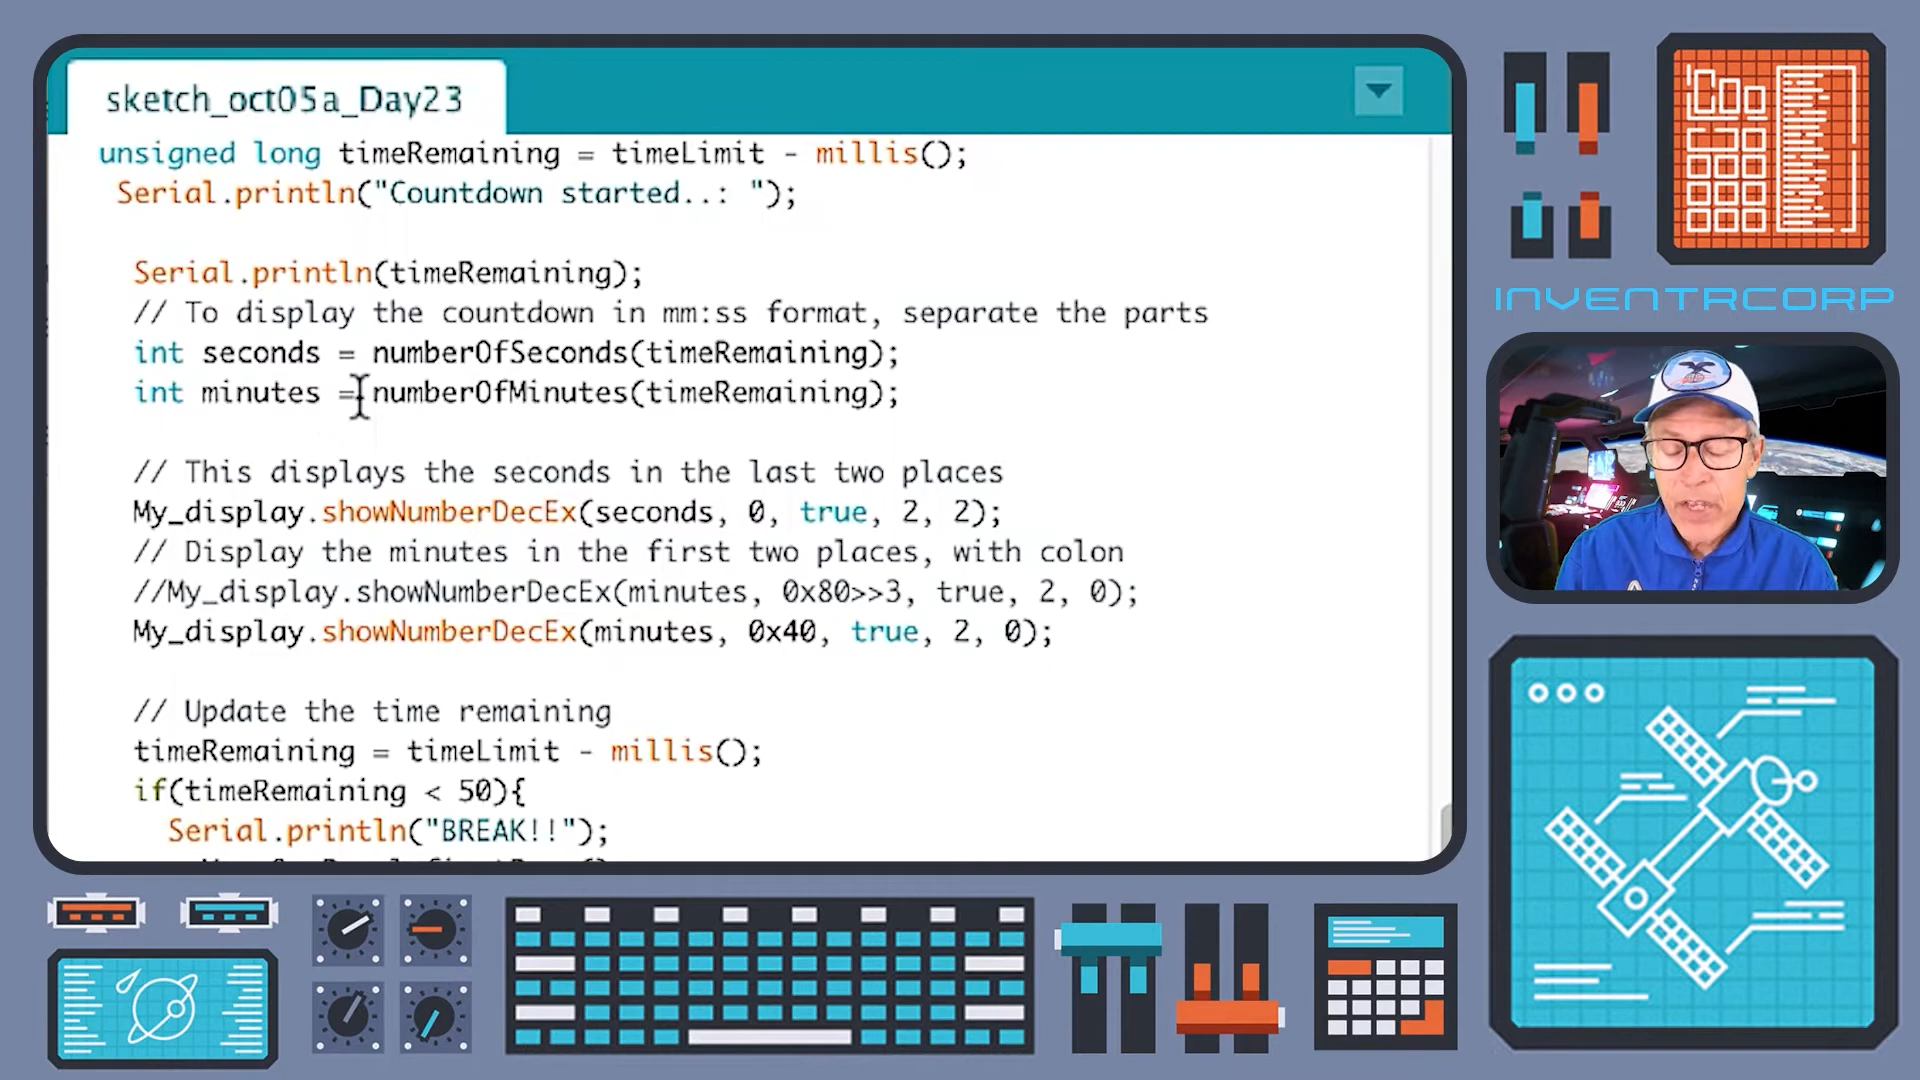 sketch_oct05a_Day23
unsigned long timeRemaining = timeLimit - millis();
Serial.println("Countdown started..: ");
Serial.println(timeRemaining);
// To display the countdown in mm:ss format, separate the parts
int seconds = numberOfSeconds(timeRemaining);
int minutes = numberOfMinutes(timeRemaining);
// This displays the seconds in the last two places
My_display.showNumberDecEx(seconds, 0, true, 2, 2);
// Display the minutes in the first two places, with colon
//My_display.showNumberDecEx(minutes, 0x80>>3, true, 2, 0);
My_display.showNumberDecEx(minutes, 0x40, true, 2, 0);
// Update the time remaining
timeRemaining = timeLimit - millis();
if(timeRemaining < 50){
Serial.println("BREAK!!");
INVENTRCORP